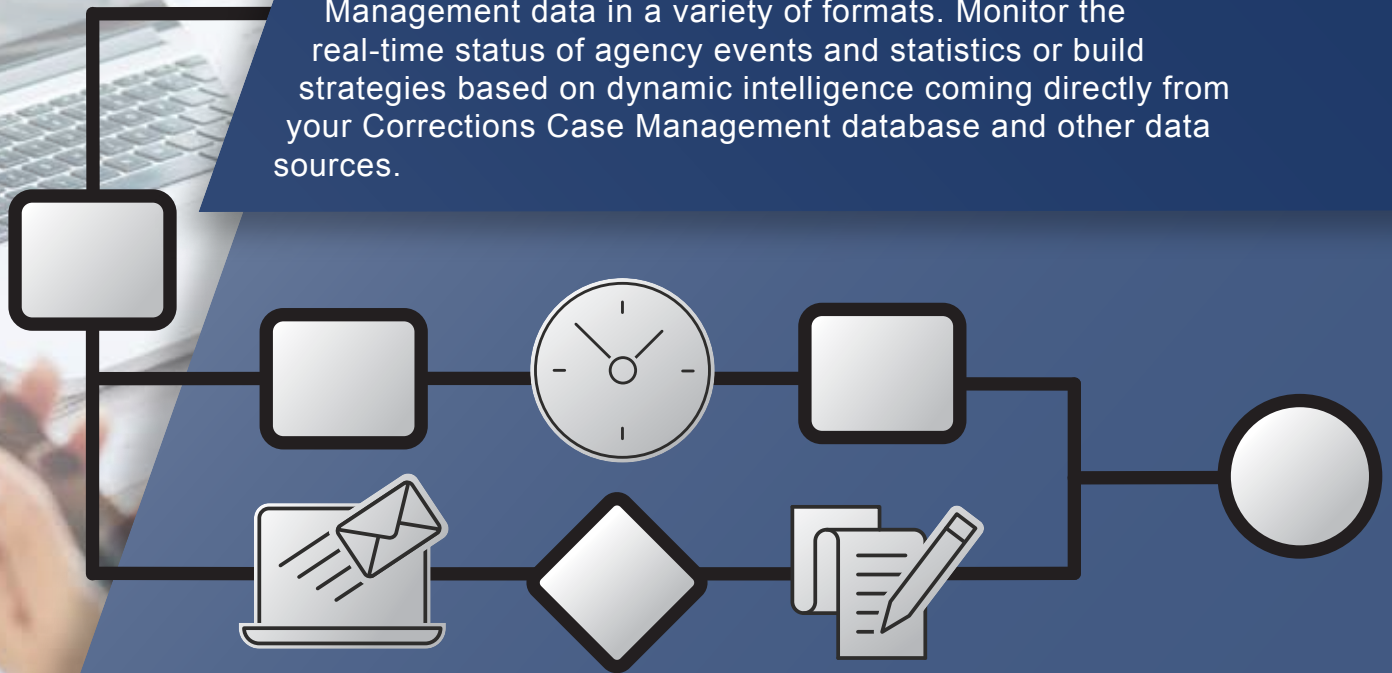 Management data in a variety of formats. Monitor the
real-time status of agency events and statistics or build
strategies based on dynamic intelligence coming directly from
your Corrections Case Management database and other data
sources.